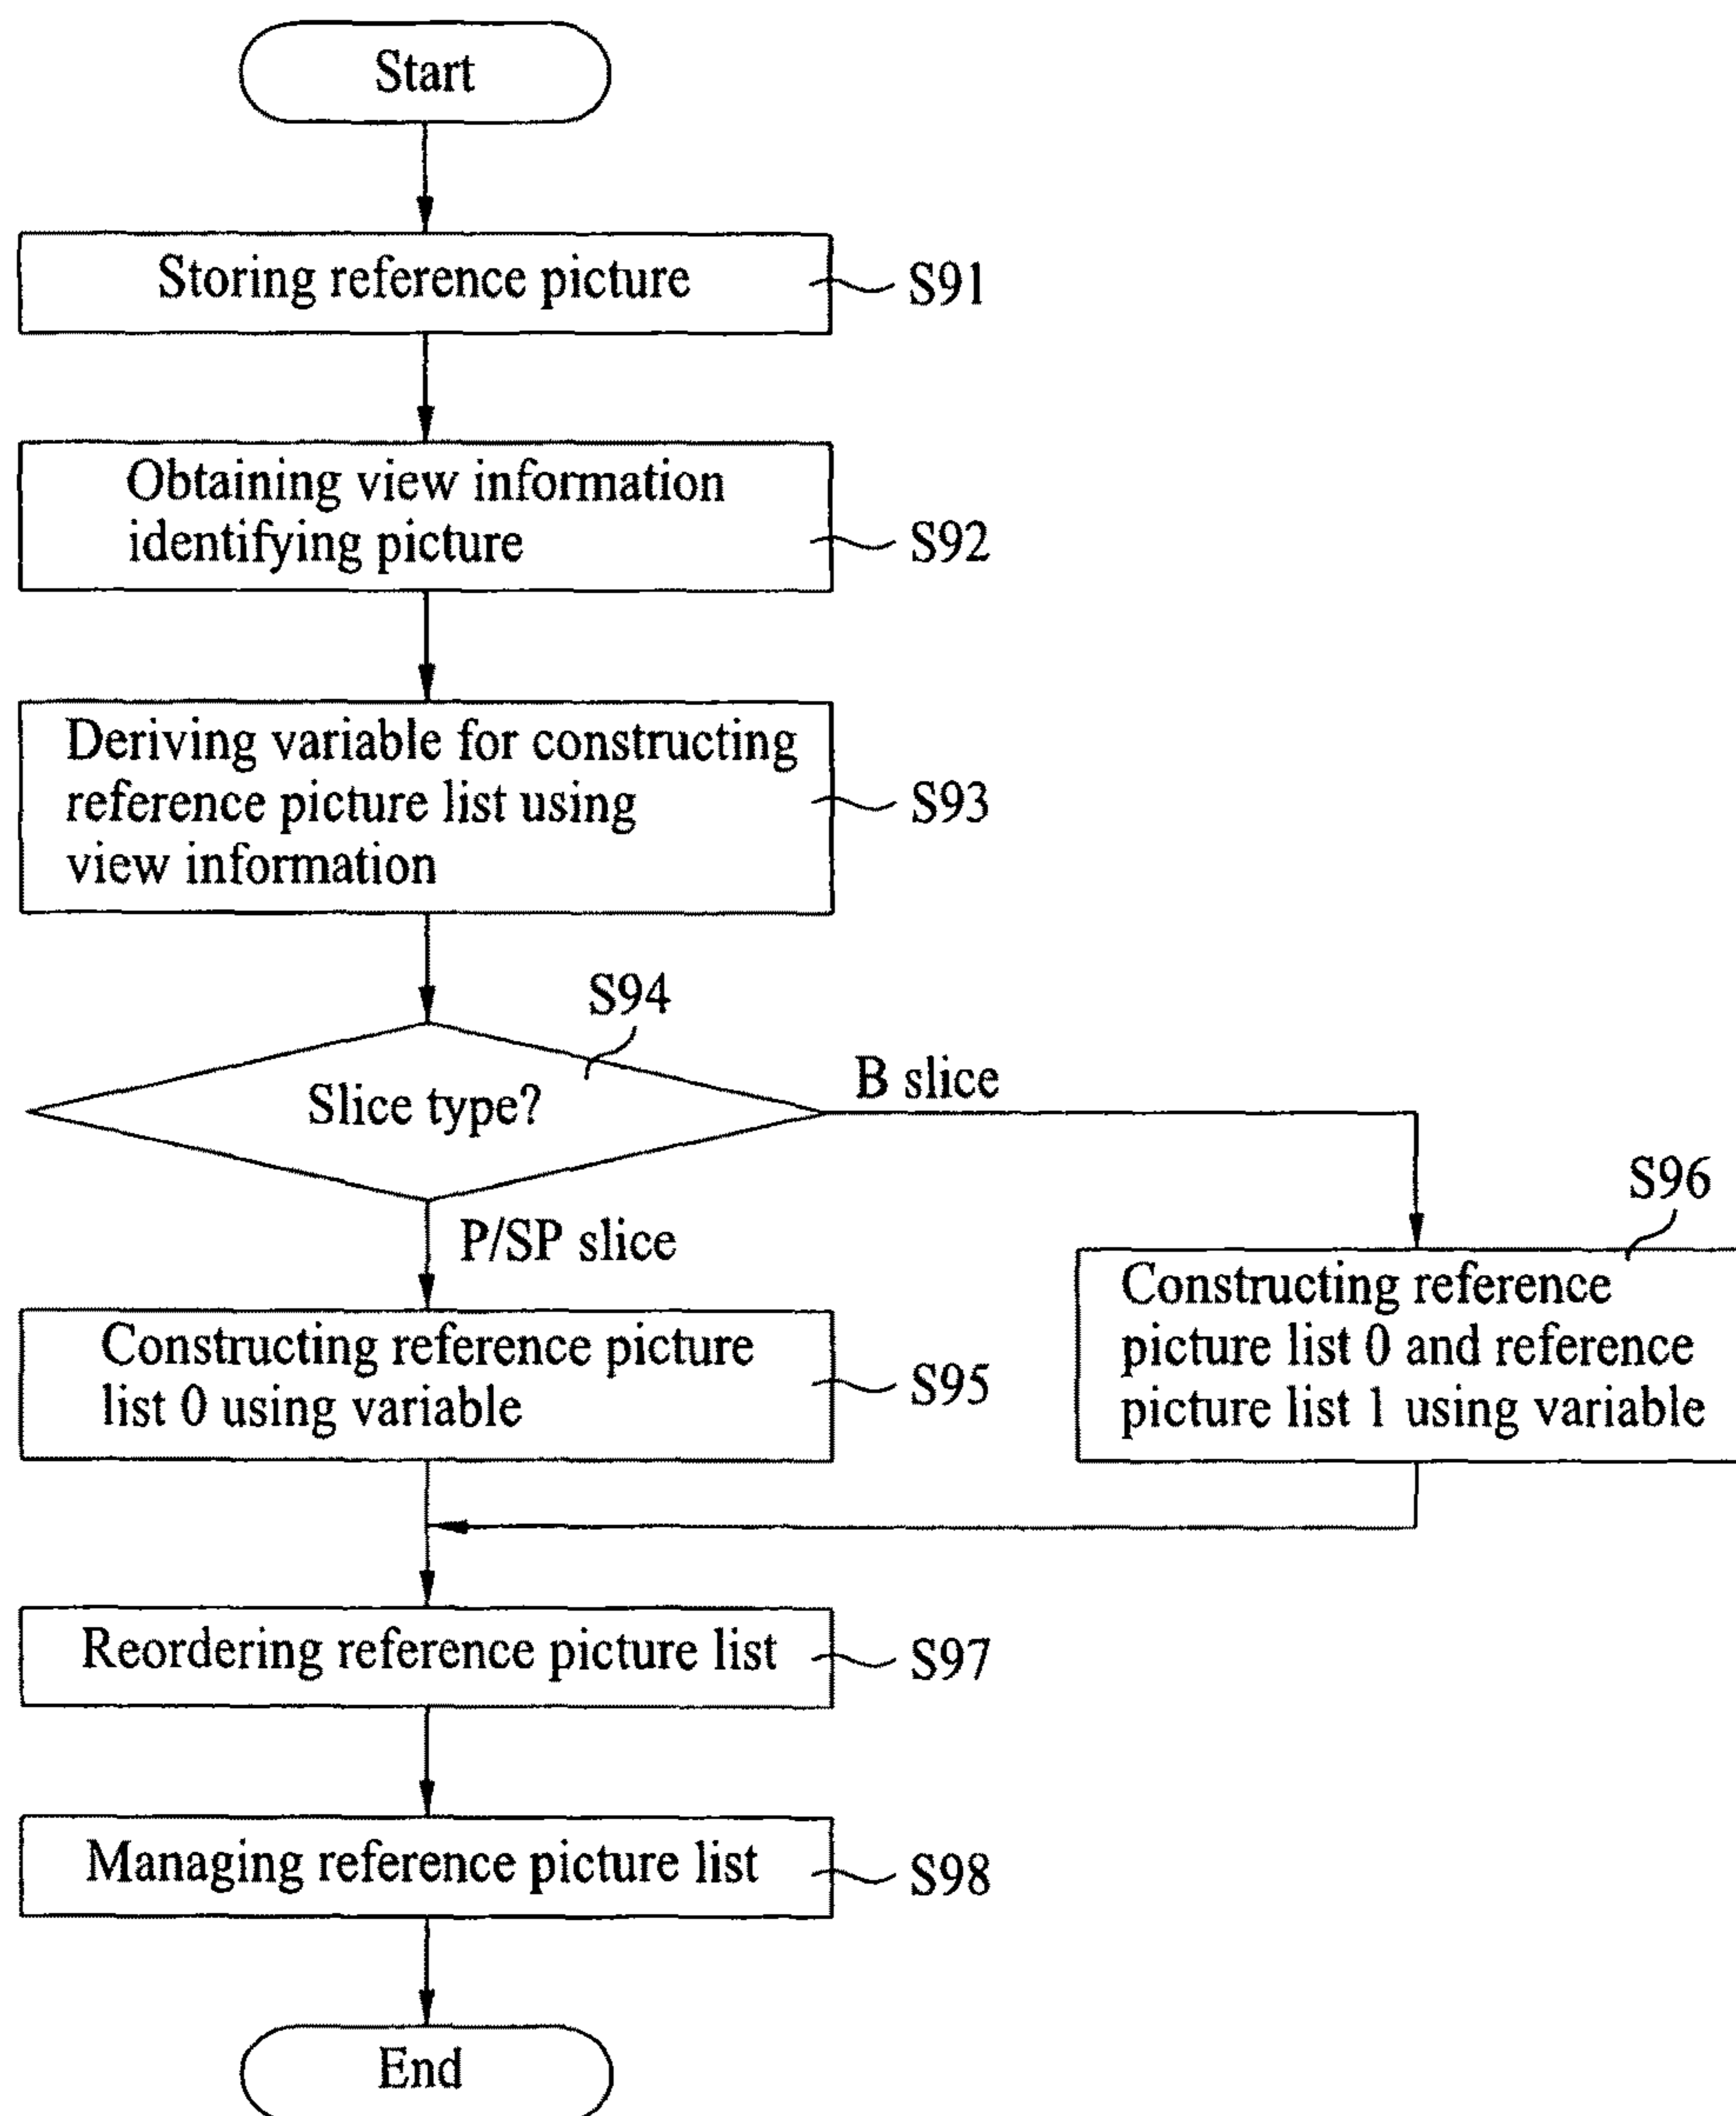 Start
Storing reference picture
S91
Obtaining view information
identifying picture
S92
Deriving variable for constructing
reference picture list using
view information
S93
S94
Slice type?
B slice
P/SP slice
S96
Constructing reference
picture list 0 and reference
picture list 1 using variable
Constructing reference picture
list 0 using variable
S95
Reordering reference picture list
S97
Managing reference picture list
S98
End